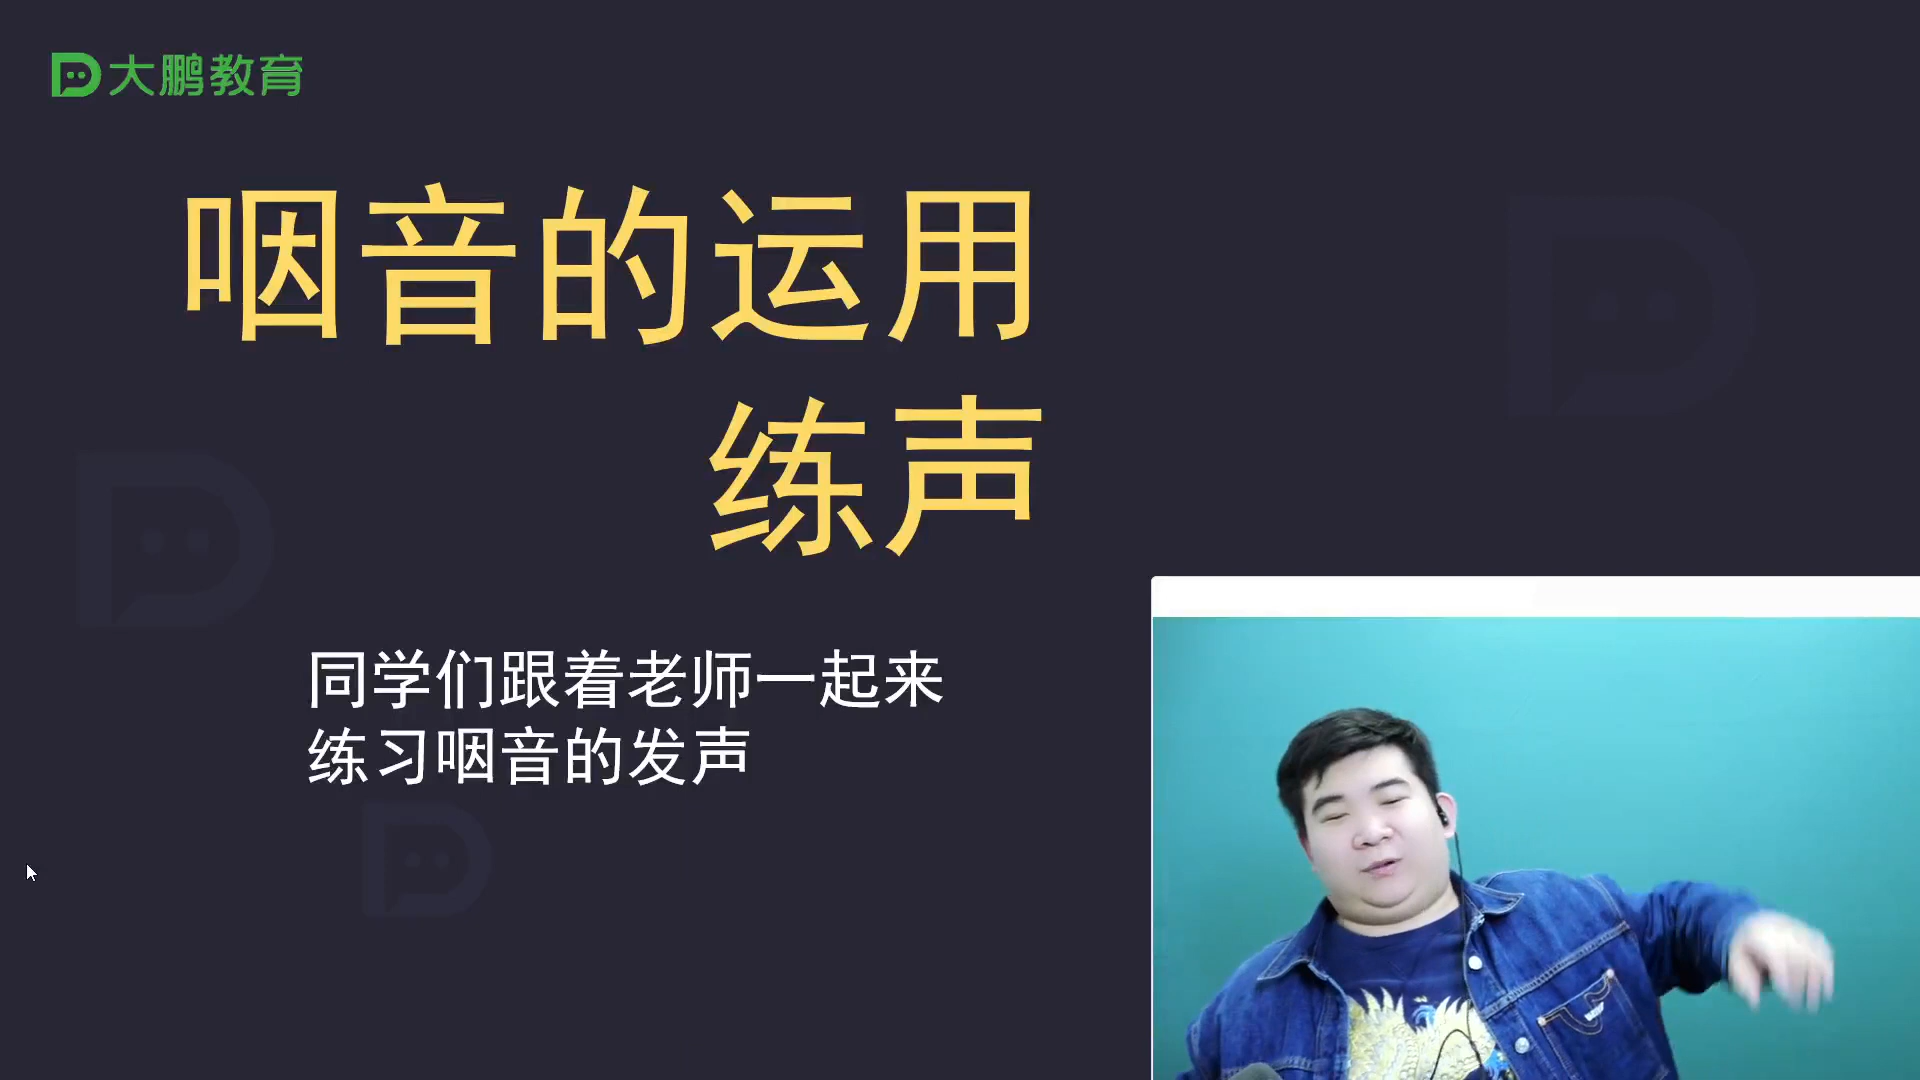 大鹏教育
咽音的运用
练声
同学们跟着老师一起来
练习咽音的发声